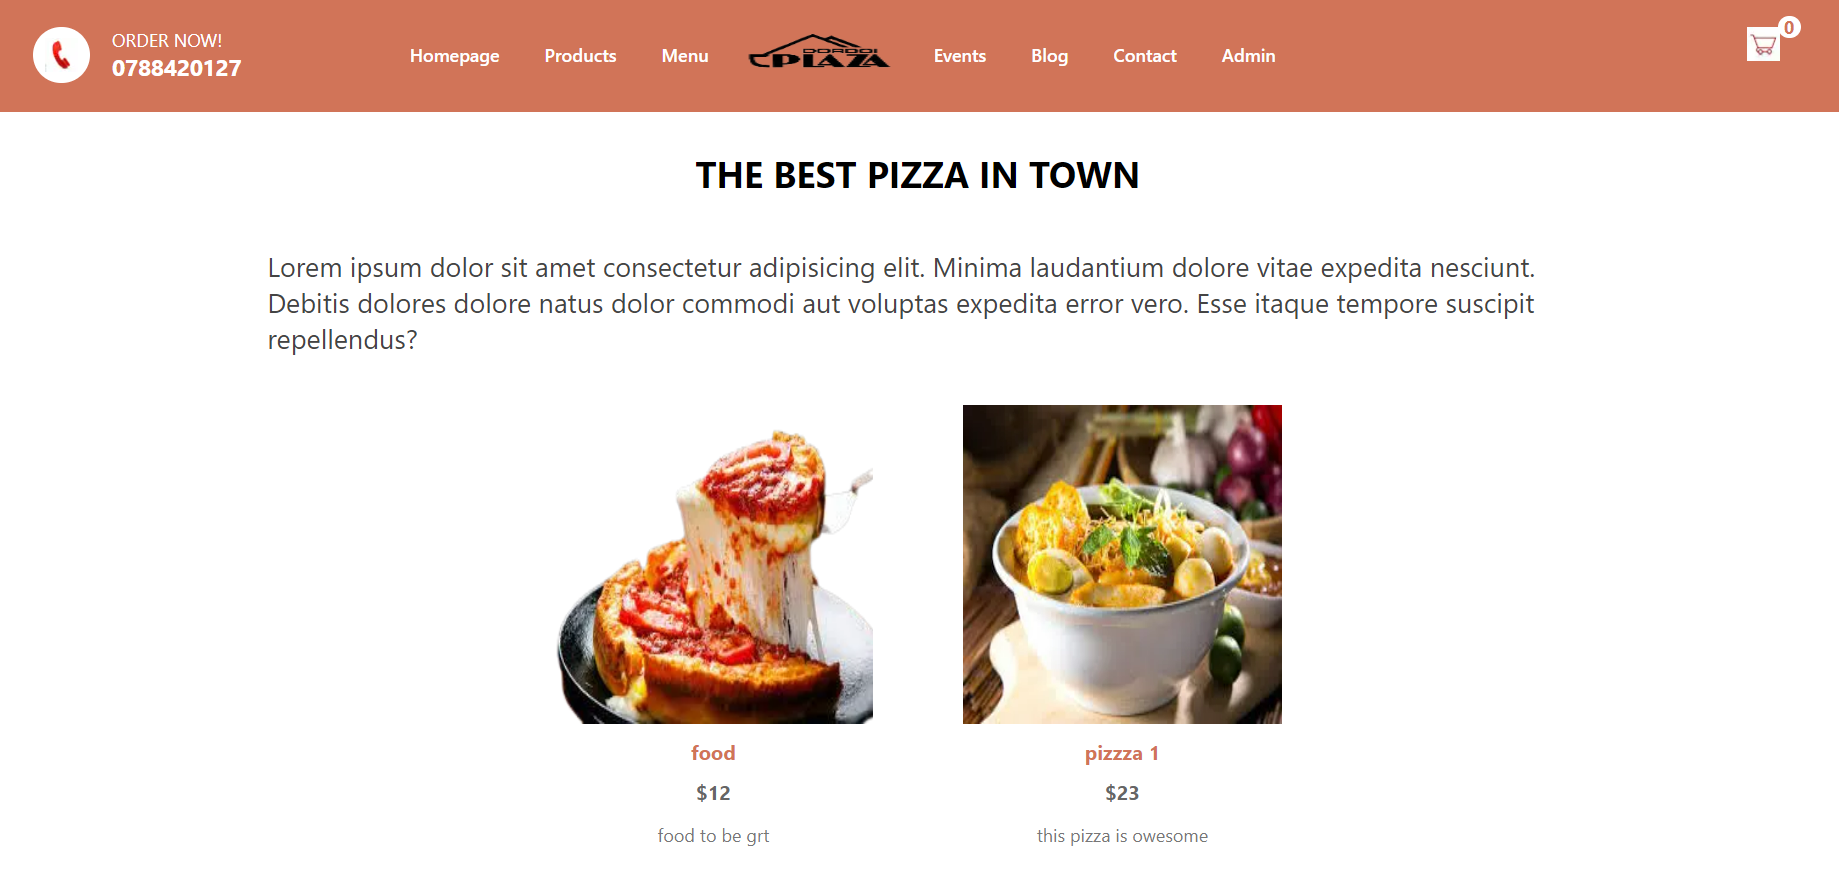 ORDER NOW!
0788420127
Homepage Products Menu DORDOI PLAZA Events Blog Contact Admin
0
THE BEST PIZZA IN TOWN
Lorem ipsum dolor sit amet consectetur adipisicing elit. Minima laudantium dolore vitae expedita nesciunt.
Debitis dolores dolore natus dolor commodi aut voluptas expedita error vero. Esse itaque tempore suscipit
repellendus?
food
$12
food to be grt
pizzza 1
$23
this pizza is owesome